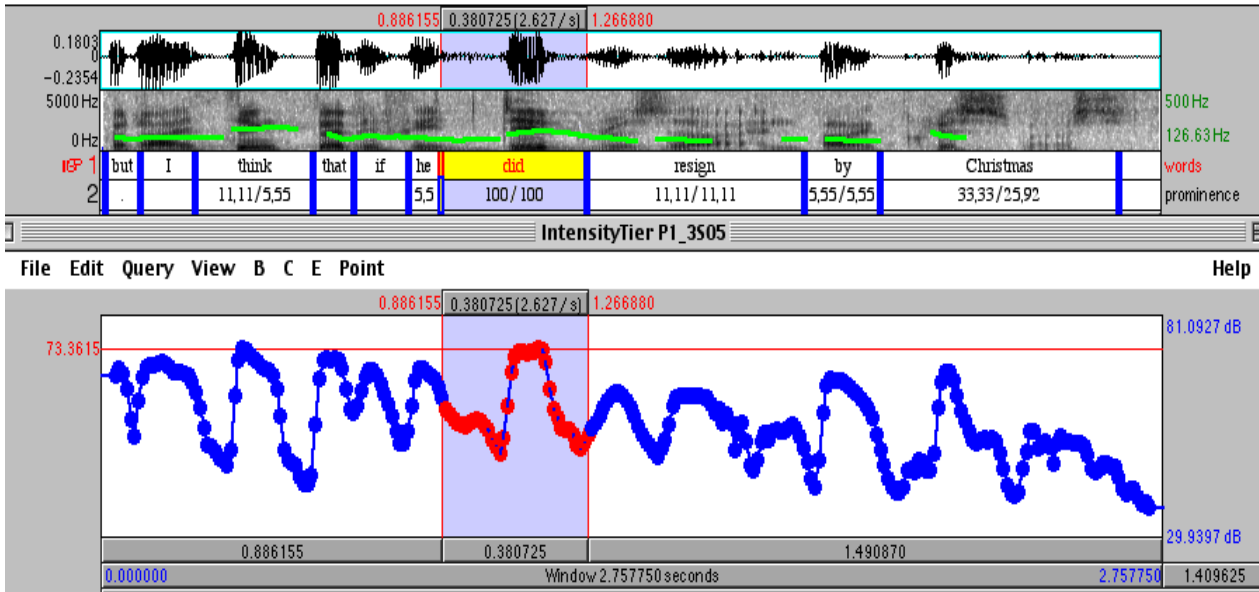 0.886155 0.380725(2.627/s) 1.266880
0.1803
0
-0.2354
5000 Hz 500 Hz
0 Hz 126.63 Hz
1 but I think that if he did resign by Christmas words
2 . 11,11/5,55 5,5 100/100 11,11/11,11 5,55/5,55 33,33/25,92 prominence
IntensityTier P1_3S05
File Edit Query View B C E Point Help
0.886155 0.380725(2.627/s) 1.266880
81.0927 dB
73.3615
29.9397 dB
0.886155 0.380725 1.490870
0.000000 Window 2.757750 seconds 2.757750 1.409625